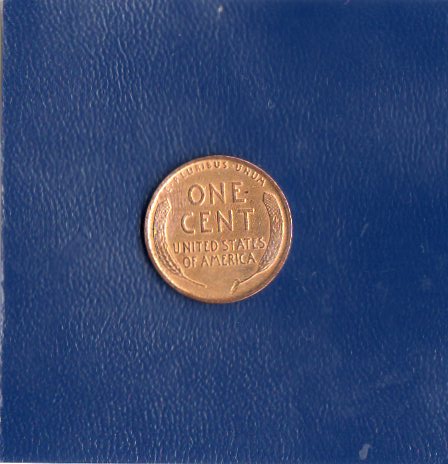 PLURIBUS·UNUM
ONE
CENT
UNITED STATES
OF AMERICA